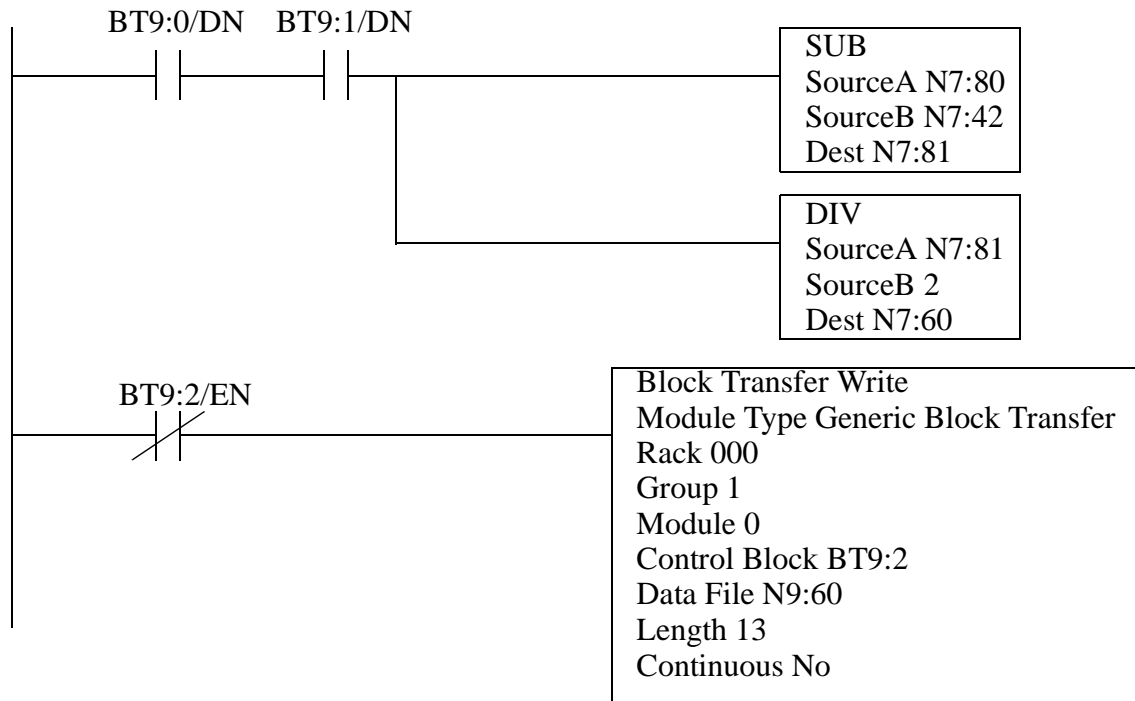 BT9:0/DN BT9:1/DN
SUB
SourceA N7:80
SourceB N7:42
Dest N7:81
DIV
SourceA N7:81
SourceB 2
Dest N7:60
BT9:2/EN
Block Transfer Write
Module Type Generic Block Transfer
Rack 000
Group 1
Module 0
Control Block BT9:2
Data File N9:60
Length 13
Continuous No